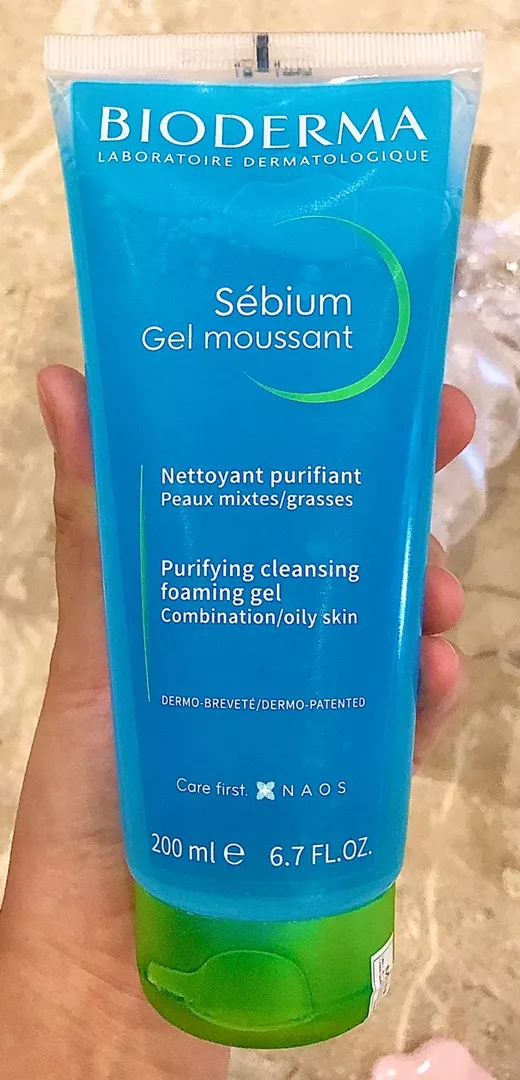 BIODERMA
LABORATOIRE DERMATOLOGIQUE
Sébium
Gel moussant
Nettoyant purifiant
Peaux mixtes/grasses
Purifying cleansing
foaming gel
Combination/oily skin
DERMO-BREVETÉ/DERMO-PATENTED
Care first. NAOS
200 ml e 6.7 FL.OZ.